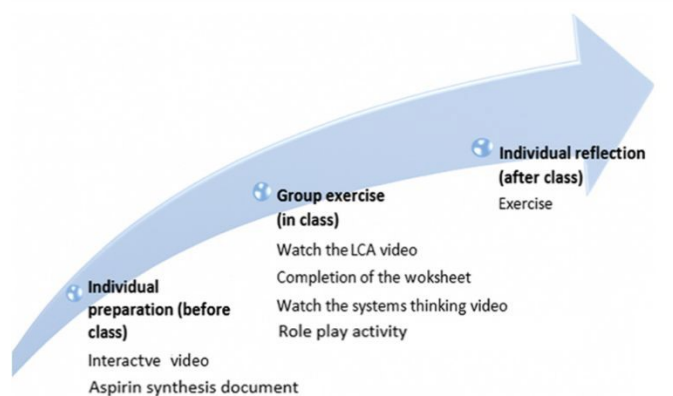 Individual
preparation (before
class)
Interactve video
Aspirin synthesis document
Group exercise
(in class)
Watch the LCA video
Completion of the woksheet
Watch the systems thinking video
Role play activity
Individual reflection
(after class)
Exercise